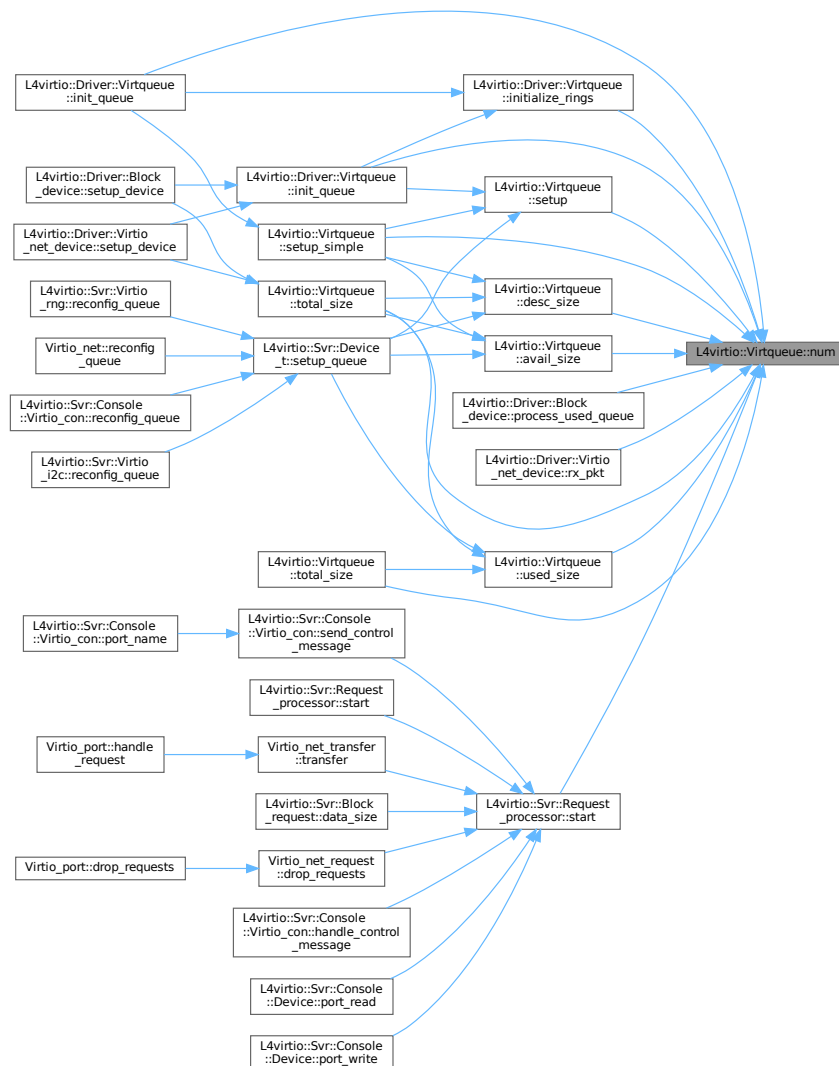 L4virtio::Driver::Virtqueue
::init_queue
L4virtio::Driver::Virtqueue
::initialize_rings
L4virtio::Driver::Block
_device::setup_device
L4virtio::Driver::Virtqueue
::init_queue
L4virtio::Virtqueue
::setup
L4virtio::Driver::Virtio
_net_device::setup_device
L4virtio::Virtqueue
::setup_simple
L4virtio::Svr::Virtio
_rng::reconfig_queue
L4virtio::Virtqueue
::total_size
L4virtio::Virtqueue
::desc_size
Virtio_net::reconfig
_queue
L4virtio::Svr::Device
_t::setup_queue
L4virtio::Virtqueue
::avail_size
L4virtio::Virtqueue::num
L4virtio::Svr::Console
::Virtio_con::reconfig_queue
L4virtio::Driver::Block
_device::process_used_queue
L4virtio::Svr::Virtio
_i2c::reconfig_queue
L4virtio::Driver::Virtio
_net_device::rx_pkt
L4virtio::Virtqueue
::total_size
L4virtio::Virtqueue
::used_size
L4virtio::Svr::Console
::Virtio_con::port_name
L4virtio::Svr::Console
::Virtio_con::send_control
_message
L4virtio::Svr::Request
_processor::start
Virtio_port::handle
_request
Virtio_net_transfer
::transfer
L4virtio::Svr::Block
_request::data_size
L4virtio::Svr::Request
_processor::start
Virtio_port::drop_requests
Virtio_net_request
::drop_requests
L4virtio::Svr::Console
::Virtio_con::handle_control
_message
L4virtio::Svr::Console
::Device::port_read
L4virtio::Svr::Console
::Device::port_write